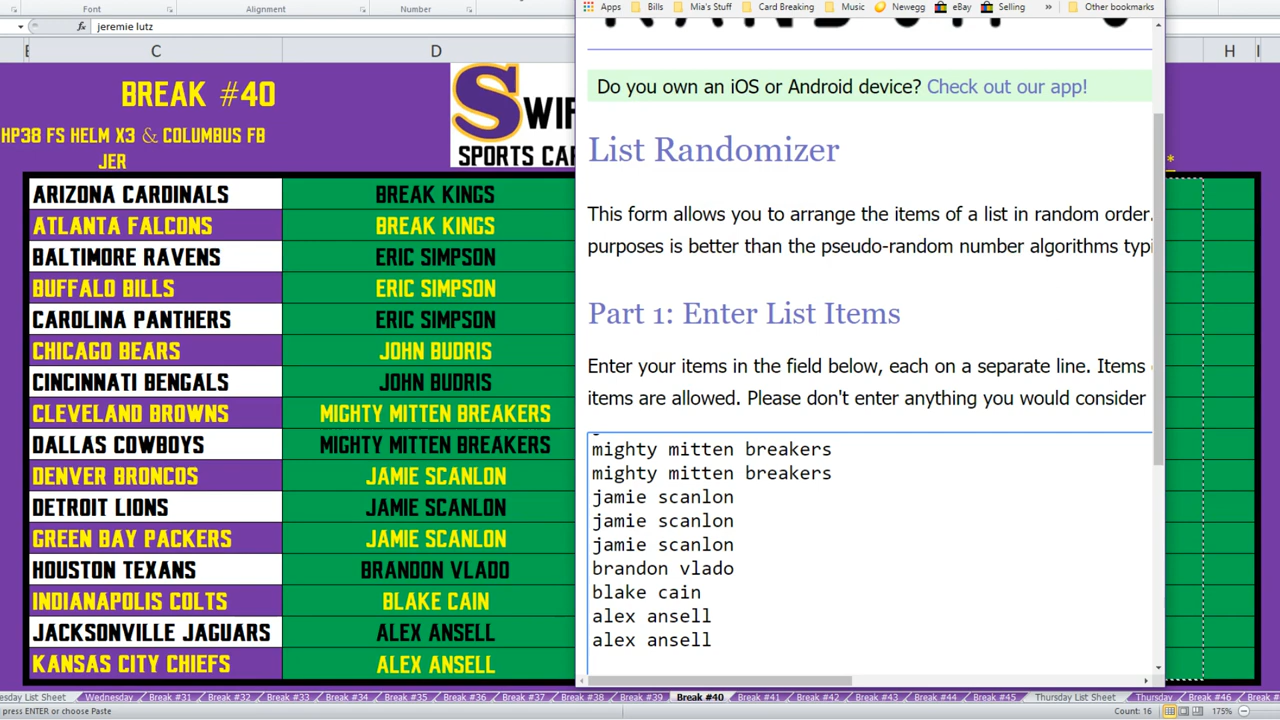 Font
Alignment
Number
jeremie lutz
Apps
Bills
Mia's Stuff
Card Breaking
Music
Newegg
eBay
Selling
»
Other bookmarks
C
D
H
BREAK #40
HP38 FS HELM X3 & COLUMBUS FB
JER
SPORTS CAR
*
ARIZONA CARDINALS BREAK KINGS
ATLANTA FALCONS BREAK KINGS
BALTIMORE RAVENS ERIC SIMPSON
BUFFALO BILLS ERIC SIMPSON
CAROLINA PANTHERS ERIC SIMPSON
CHICAGO BEARS JOHN BUDRIS
CINCINNATI BENGALS JOHN BUDRIS
CLEVELAND BROWNS MIGHTY MITTEN BREAKERS
DALLAS COWBOYS MIGHTY MITTEN BREAKERS
DENVER BRONCOS JAMIE SCANLON
DETROIT LIONS JAMIE SCANLON
GREEN BAY PACKERS JAMIE SCANLON
HOUSTON TEXANS BRANDON VLADO
INDIANAPOLIS COLTS BLAKE CAIN
JACKSONVILLE JAGUARS ALEX ANSELL
KANSAS CITY CHIEFS ALEX ANSELL
Do you own an iOS or Android device? Check out our app!
List Randomizer
This form allows you to arrange the items of a list in random order.
purposes is better than the pseudo-random number algorithms typi
Part 1: Enter List Items
Enter your items in the field below, each on a separate line. Items
items are allowed. Please don't enter anything you would consider
mighty mitten breakers
mighty mitten breakers
jamie scanlon
jamie scanlon
jamie scanlon
brandon vlado
blake cain
alex ansell
alex ansell
esday List Sheet
Wednesday
Break #31
Break #32
Break #33
Break #34
Break #35
Break #36
Break #37
Break #38
Break #39
Break #40
Break #41
Break #42
Break #43
Break #44
Break #45
Thursday List Sheet
Thursday
Break #46
Break #
press ENTER or choose Paste
Count: 16
175%